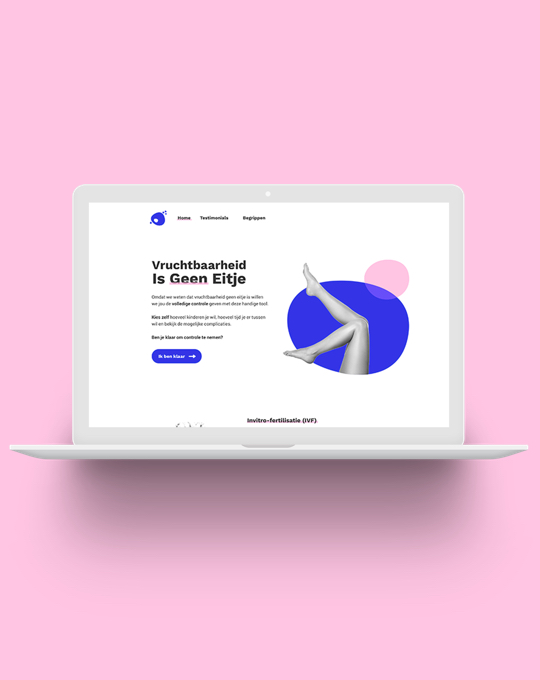 Home Testimonials Begrippen
Vruchtbaarheid
Is Geen Eitje
Omdat we weten dat vruchtbaarheid geen eitje is willen
we jou de volledige controle geven met deze handige tool.
Kies zelf hoeveel kinderen je wil, hoeveel tijd je er tussen
wil en bekijk de mogelijke complicaties.
Ben je klaar om controle te nemen?
Ik ben klaar
Invitro-fertilisatie (IVF)